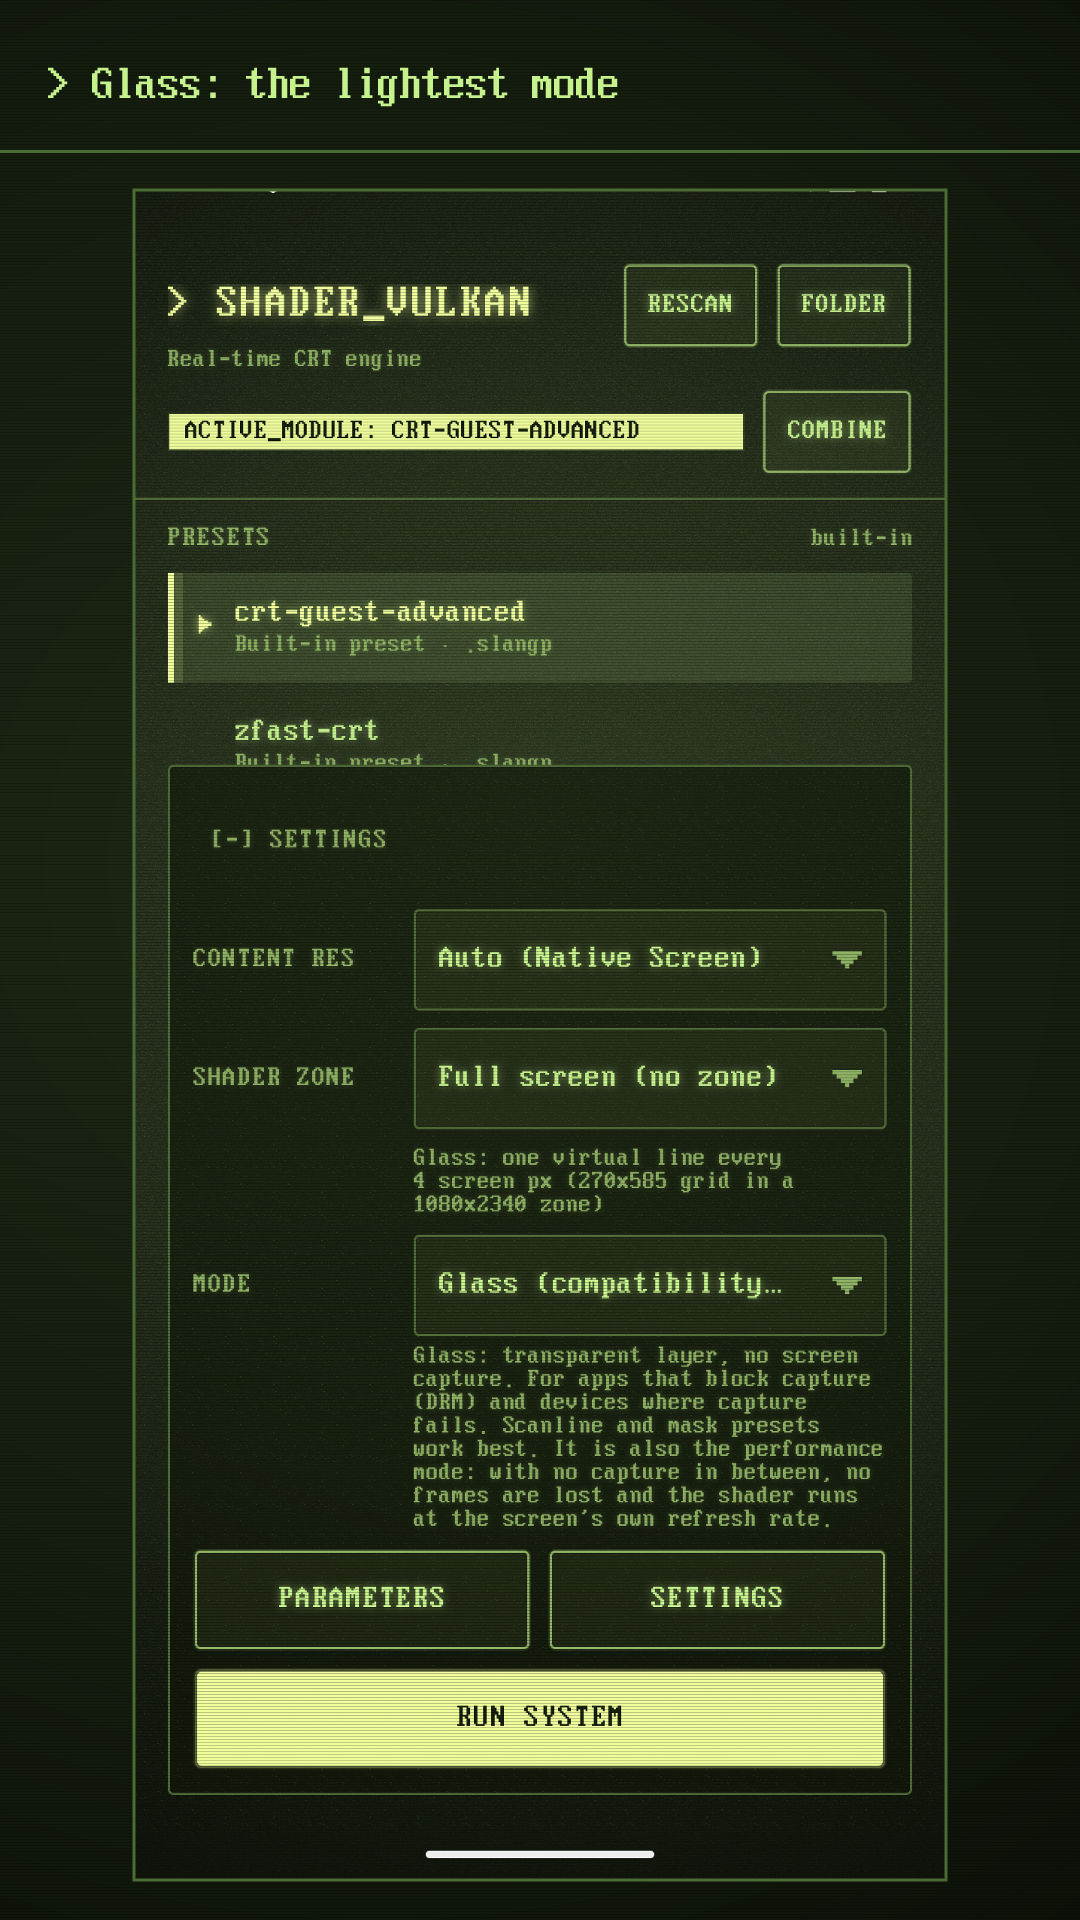 > Glass: the lightest mode
> SHADER_VULKAN
RESCAN
FOLDER
Real-time CRT engine
ACTIVE_MODULE: CRT-GUEST-ADVANCED
COMBINE
PRESETS
built-in
crt-guest-advanced
Built-in preset · .slangp
zfast-crt
Built-in preset · .slangp
[-] SETTINGS
CONTENT RES
Auto (Native Screen)
SHADER ZONE
Full screen (no zone)
Glass: one virtual line every
4 screen px (270x585 grid in a
1080x2340 zone)
MODE
Glass (compatibility…
Glass: transparent layer, no screen
capture. For apps that block capture
(DRM) and devices where capture
fails. Scanline and mask presets
work best. It is also the performance
mode: with no capture in between, no
frames are lost and the shader runs
at the screen's own refresh rate.
PARAMETERS
SETTINGS
RUN SYSTEM